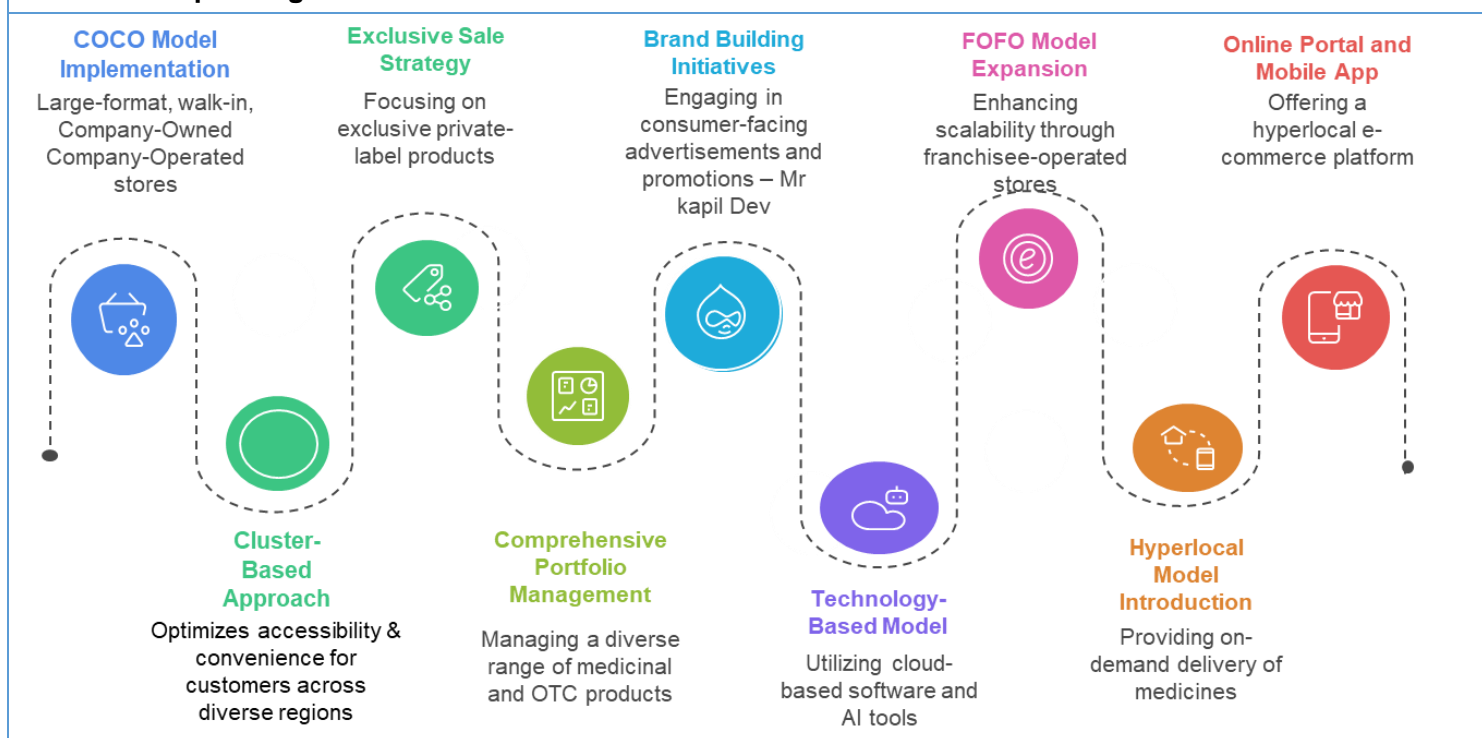 COCO Model
Implementation
Large-format, walk-in,
Company-Owned
Company-Operated
stores
Cluster-
Based
Approach
Optimizes accessibility &
convenience for
customers across
diverse regions
Exclusive Sale
Strategy
Focusing on
exclusive private-
label products
Comprehensive
Portfolio
Management
Managing a diverse
range of medicinal
and OTC products
Brand Building
Initiatives
Engaging in
consumer-facing
advertisements and
promotions – Mr
kapil Dev
Technology-
Based Model
Utilizing cloud-
based software and
AI tools
FOFO Model
Expansion
Enhancing
scalability through
franchisee-operated
stores
e
Hyperlocal
Model
Introduction
Providing on-
demand delivery of
medicines
Online Portal and
Mobile App
Offering a
hyperlocal e-
commerce platform